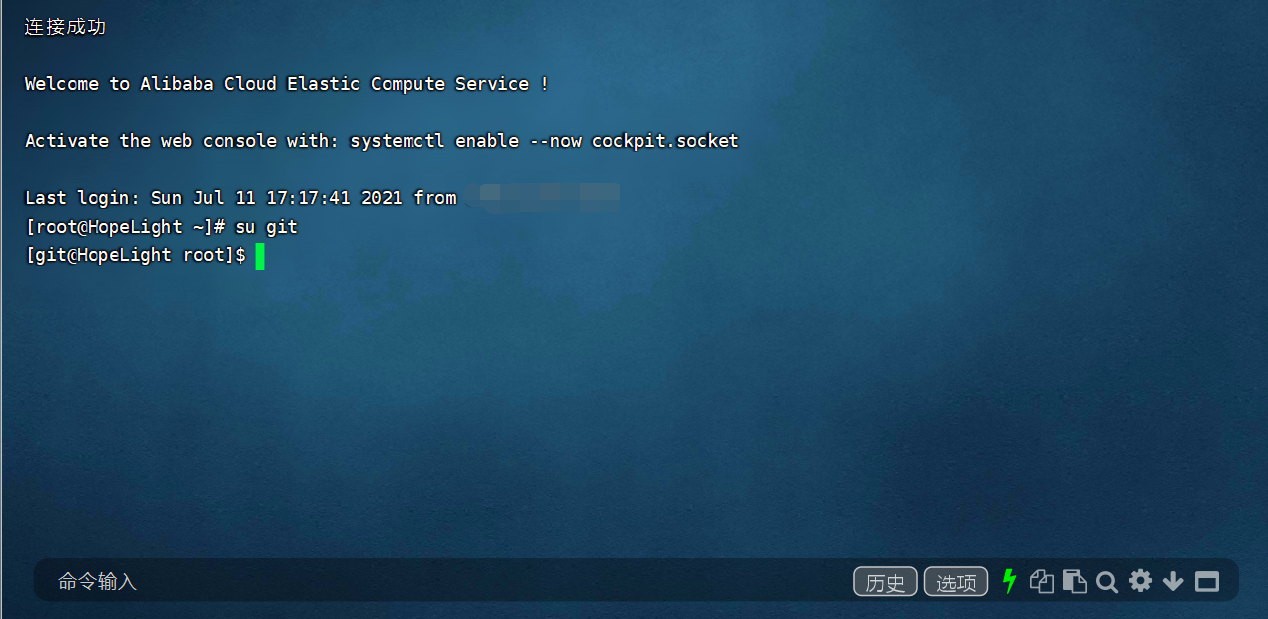 连接成功
Welcome to Alibaba Cloud Elastic Compute Service !
Activate the web console with: systemctl enable --now cockpit.socket
Last login: Sun Jul 11 17:17:41 2021 from
[root@HopeLight ~]# su git
[git@HopeLight root]$
命令输入 历史 选项